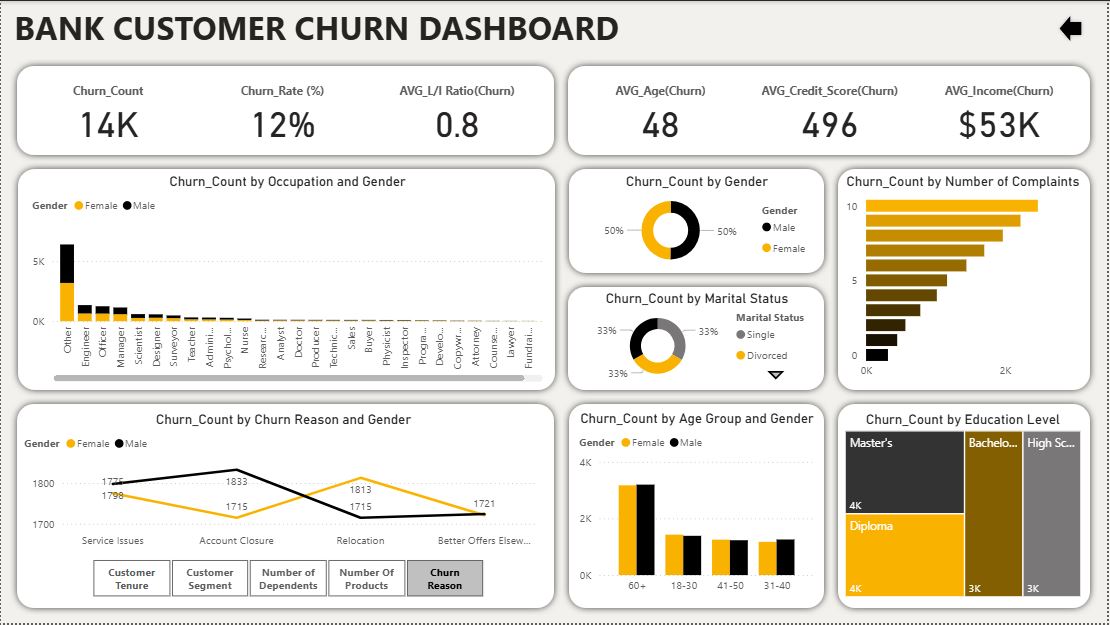 BANK CUSTOMER CHURN DASHBOARD
Churn_Count
Churn_Rate (%)
AVG_L/I Ratio(Churn)
14K
12%
0.8
AVG_Age(Churn)
AVG_Credit_Score(Churn)
AVG_Income(Churn)
48
496
$53K
Churn_Count by Occupation and Gender
Gender
Female
Male
5K
0K
Other
Engineer
Officer
Manager
Scientist
Designer
Surveyor
Teacher
Admini...
Psychol...
Nurse
Researc...
Analyst
Doctor
Producer
Technic...
Sales
Buyer
Physicist
Inspector
Progra...
Develo...
Copywr...
Attorney
Counse...
Lawyer
Fundrai...
Churn_Count by Gender
50%
50%
Gender
Male
Female
Churn_Count by Marital Status
33%
33%
33%
Marital Status
Single
Divorced
Churn_Count by Number of Complaints
10
5
0
0K
2K
Churn_Count by Churn Reason and Gender
Gender
Female
Male
1800
1700
1775
1798
1833
1715
1813
1715
1721
Service Issues
Account Closure
Relocation
Better Offers Elsew...
Customer
Tenure
Customer
Segment
Number of
Dependents
Number Of
Products
Churn
Reason
Churn_Count by Age Group and Gender
Gender
Female
Male
4K
2K
0K
60+
18-30
41-50
31-40
Churn_Count by Education Level
Master's
4K
Diploma
4K
Bachelo...
3K
High Sc...
3K